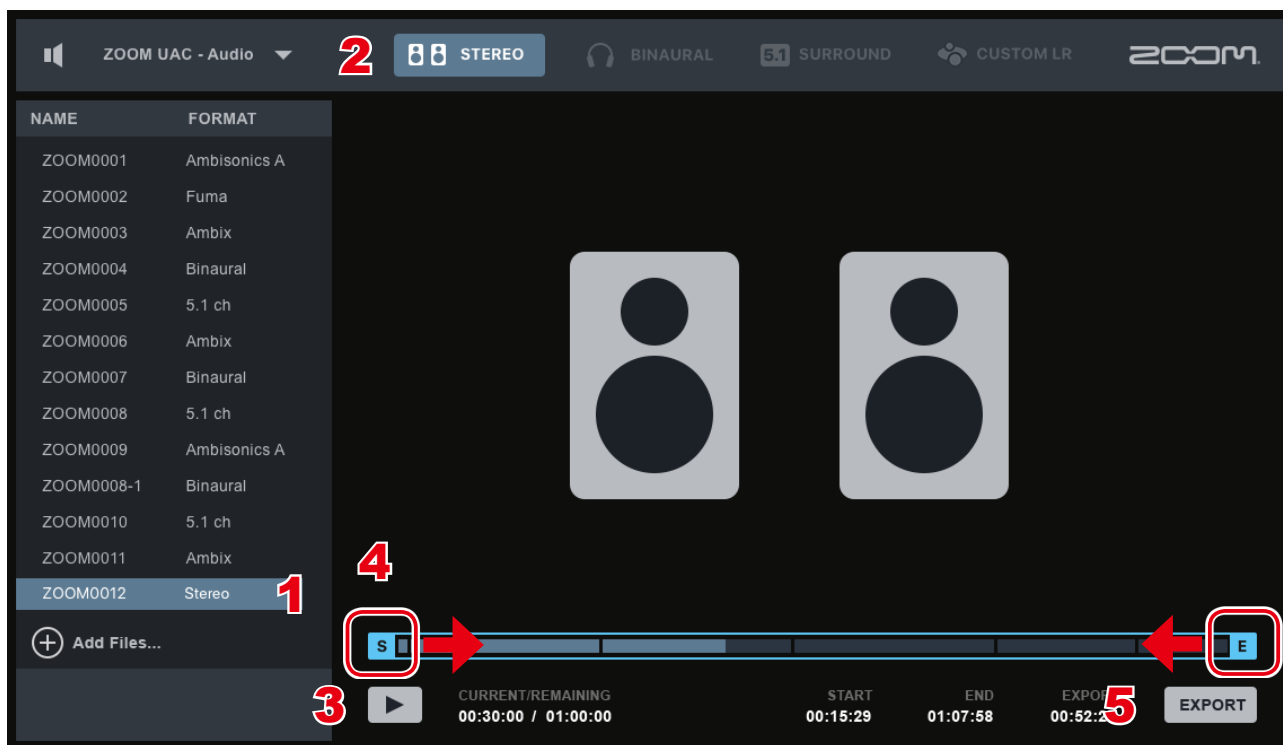 ZOOM UAC - Audio 2 STEREO BINAURAL 5.1 SURROUND CUSTOM LR ZOOM
NAME FORMAT
ZOOM0001 Ambisonics A
ZOOM0002 Fuma
ZOOM0003 Ambix
ZOOM0004 Binaural
ZOOM0005 5.1 ch
ZOOM0006 Ambix
ZOOM0007 Binaural
ZOOM0008 5.1 ch
ZOOM0009 Ambisonics A
ZOOM0008-1 Binaural
ZOOM0010 5.1 ch
ZOOM0011 Ambix
ZOOM0012 Stereo 1
Add Files...
4
S E
3
CURRENT/REMAINING START END
00:30:00 / 01:00:00 00:15:29 01:07:58
5 EXPORT